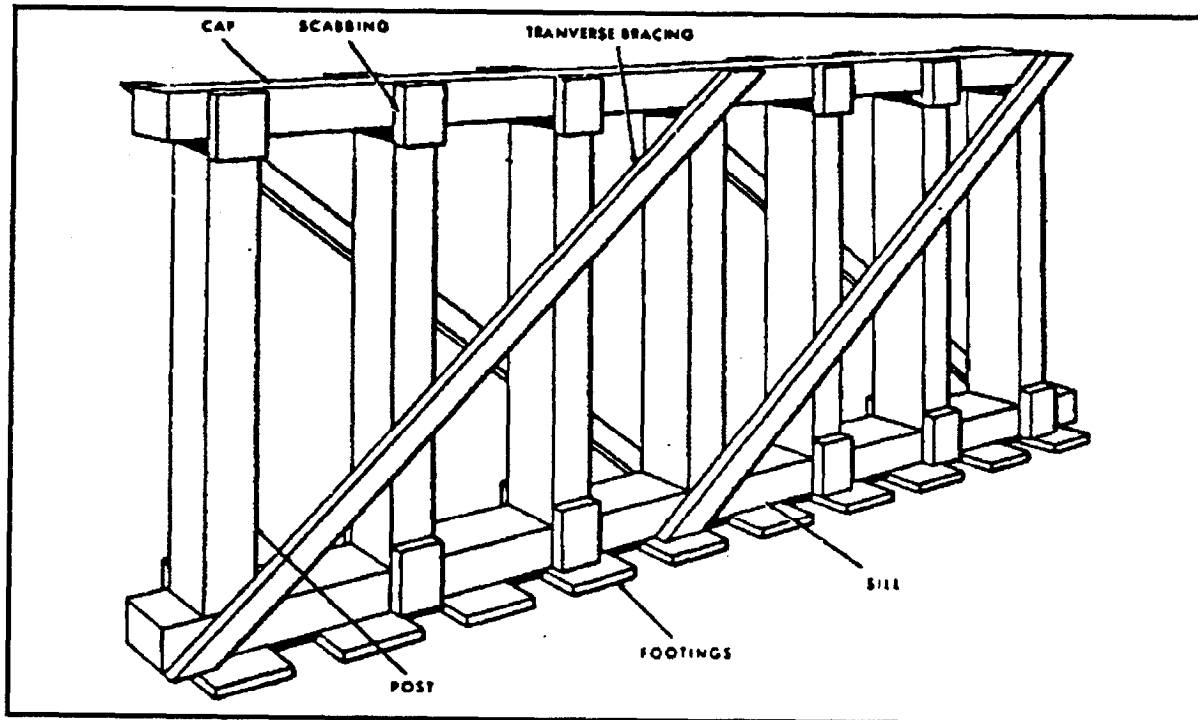 CAP
SCABBING
TRANVERSE BRACING
SILL
FOOTINGS
POST